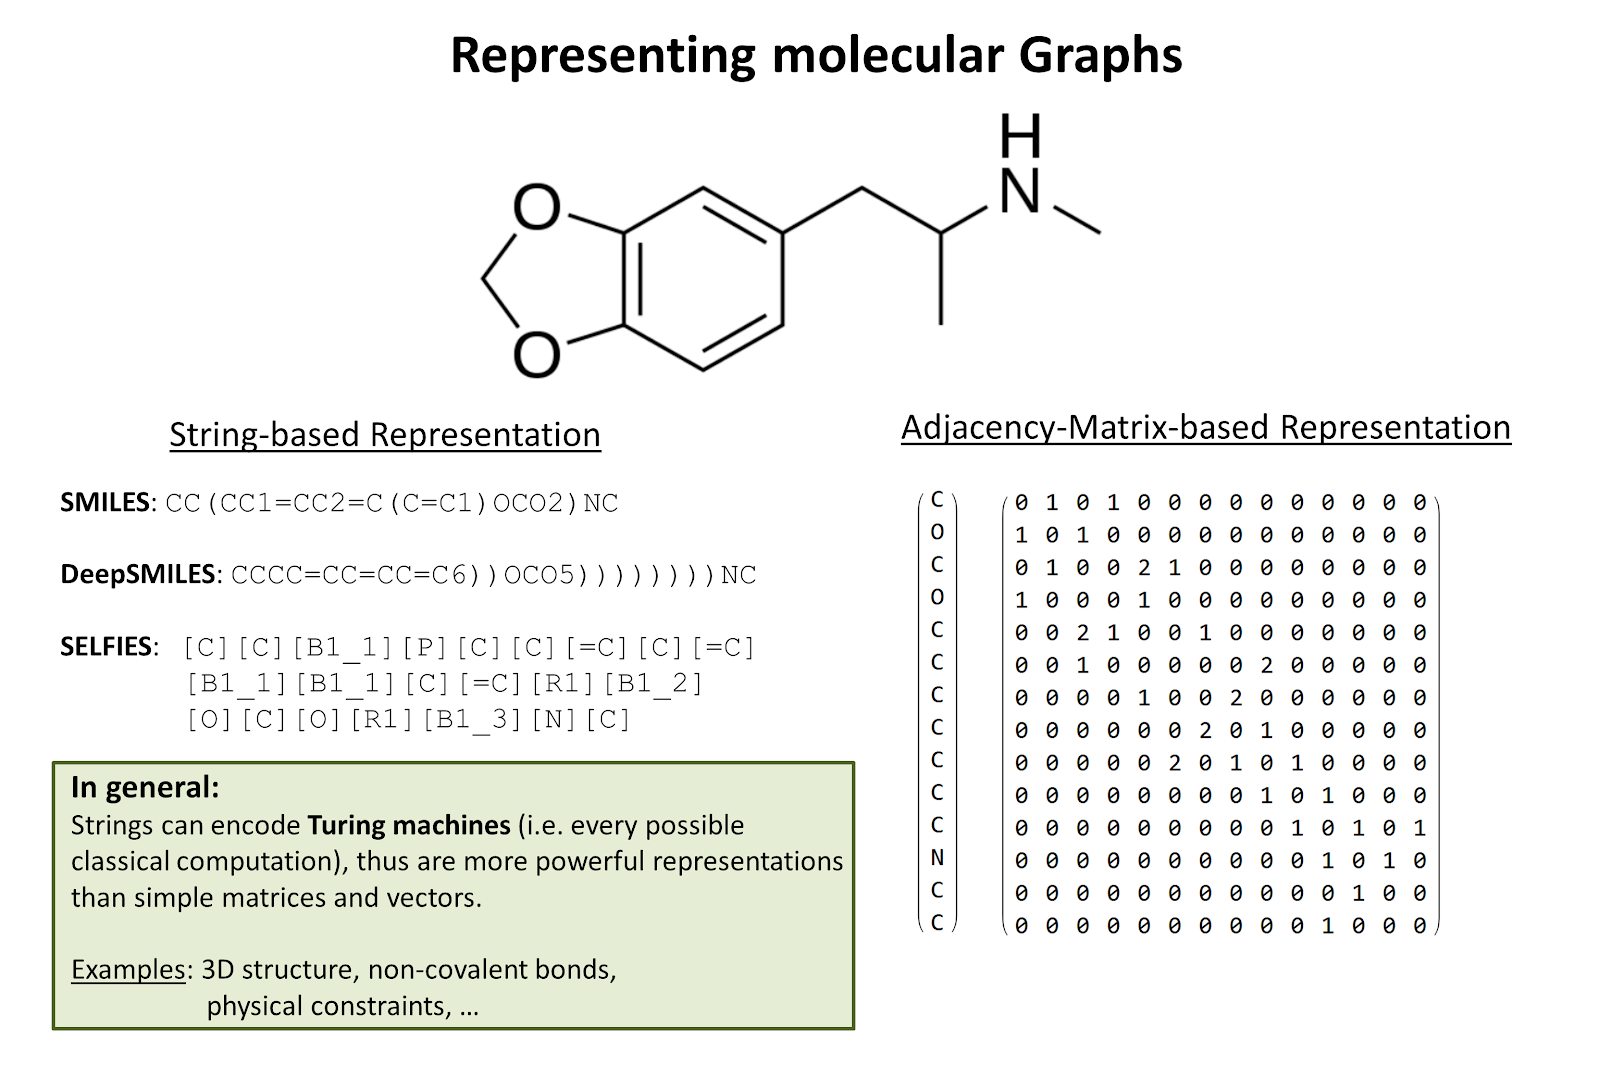 Representing molecular Graphs
H
N
O
O
String-based Representation
SMILES: CC(CC1=CC2=C(C=C1)OCO2)NC
DeepSMILES: CCCC=CC=CC=C6))OCO5))))))))NC
SELFIES: [C][C][B1_1][P][C][C][=C][C][=C]
[B1_1][B1_1][C][=C][R1][B1_2]
[O][C][O][R1][B1_3][N][C]
In general:
Strings can encode Turing machines (i.e. every possible
classical computation), thus are more powerful representations
than simple matrices and vectors.
Examples: 3D structure, non-covalent bonds,
physical constraints, ...
Adjacency-Matrix-based Representation
C 0 1 0 1 0 0 0 0 0 0 0 0 0 0
O 1 0 1 0 0 0 0 0 0 0 0 0 0 0
C 0 1 0 0 2 1 0 0 0 0 0 0 0 0
O 1 0 0 0 1 0 0 0 0 0 0 0 0 0
C 0 0 2 1 0 0 1 0 0 0 0 0 0 0
C 0 0 1 0 0 0 0 0 2 0 0 0 0 0
C 0 0 0 0 1 0 0 2 0 0 0 0 0 0
C 0 0 0 0 0 0 2 0 1 0 0 0 0 0
C 0 0 0 0 0 2 0 1 0 1 0 0 0 0
C 0 0 0 0 0 0 0 0 1 0 1 0 0 0
C 0 0 0 0 0 0 0 0 0 1 0 1 0 1
N 0 0 0 0 0 0 0 0 0 0 1 0 1 0
C 0 0 0 0 0 0 0 0 0 0 0 1 0 0
C 0 0 0 0 0 0 0 0 0 0 1 0 0 0